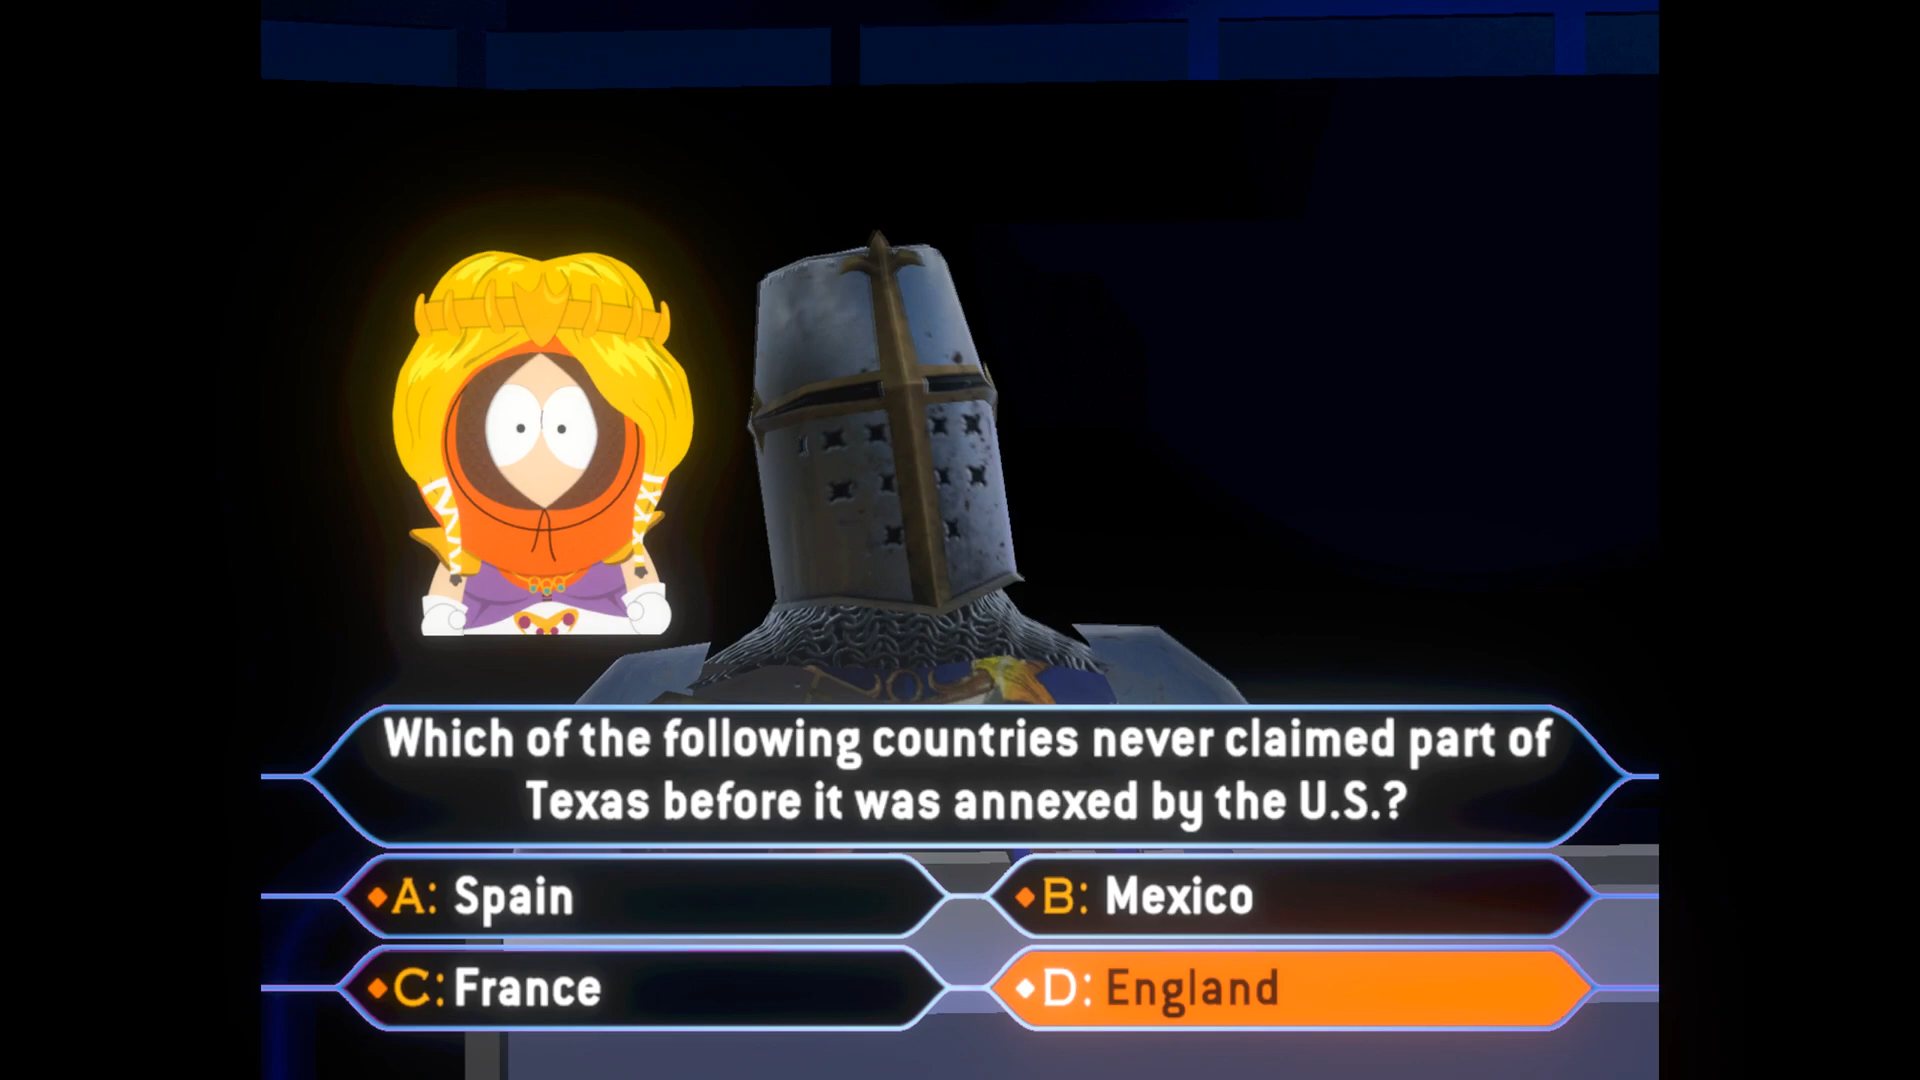 Which of the following countries never claimed part of
Texas before it was annexed by the U.S.?
A: Spain
B: Mexico
C: France
D: England